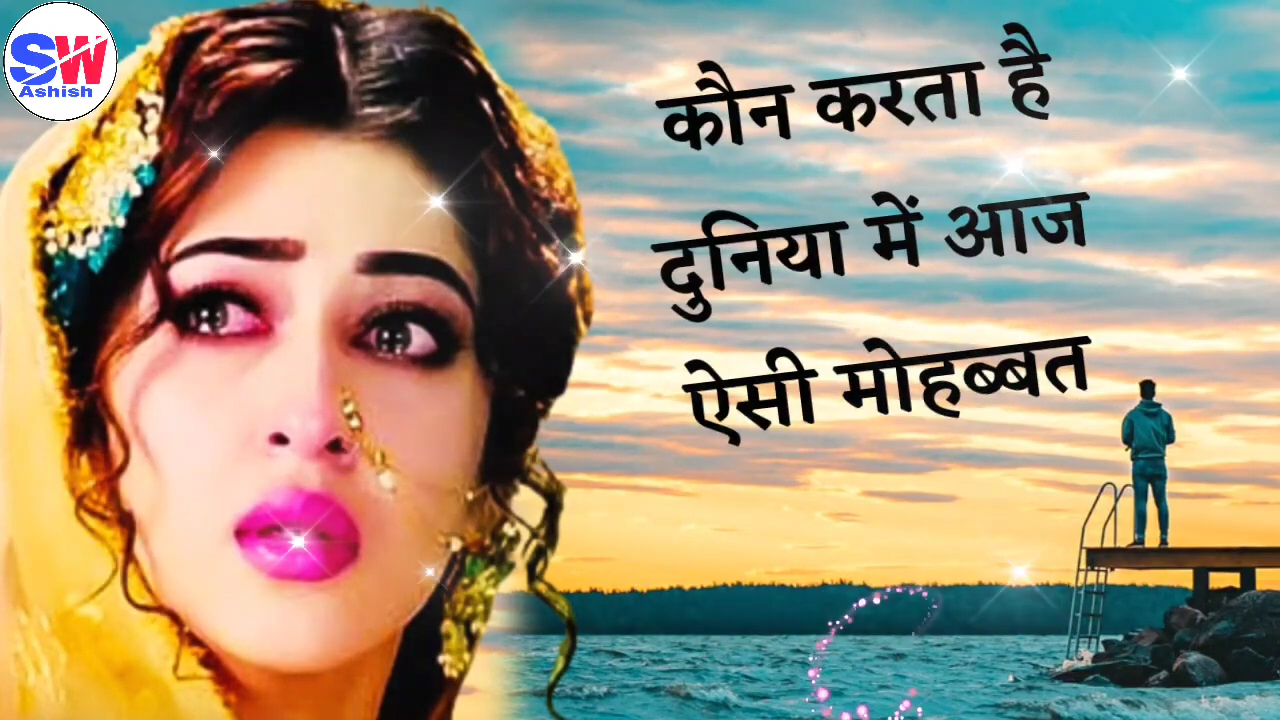 SW
Ashish
कौन करता है
दुनिया में आज
ऐसी मोहब्बत